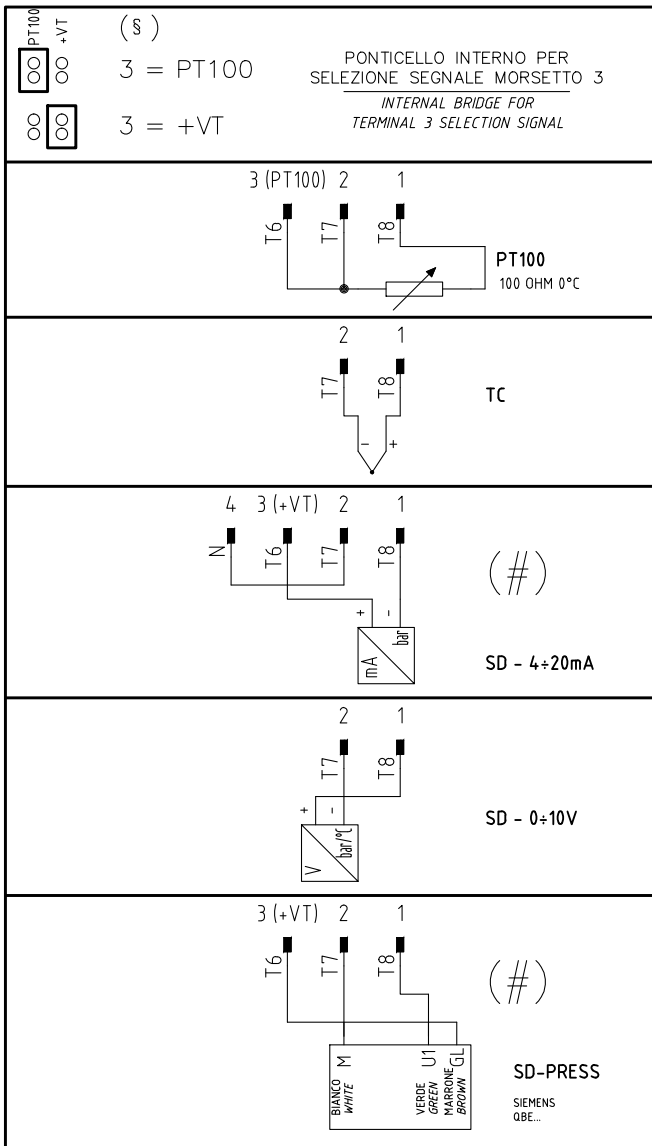 PT100
+VT
(§)
3 = PT100
3 = +VT
PONTICELLO INTERNO PER
SELEZIONE SEGNALE MORSETTO 3
INTERNAL BRIDGE FOR
TERMINAL 3 SELECTION SIGNAL
3 (PT100) 2 1
T6 T7 T8
PT100
100 OHM 0°C
2 1
T7 T8
- +
TC
4 3 (+VT) 2 1
N T6 T7 T8
+ -
mA bar
(#)
SD - 4÷20mA
2 1
T7 T8
+ -
V bar/°C
SD - 0÷10V
3 (+VT) 2 1
T6 T7 T8
(#)
M U1 GL
BIANCO
WHITE
VERDE
GREEN
MARRONE
BROWN
SD-PRESS
SIEMENS
QBE...